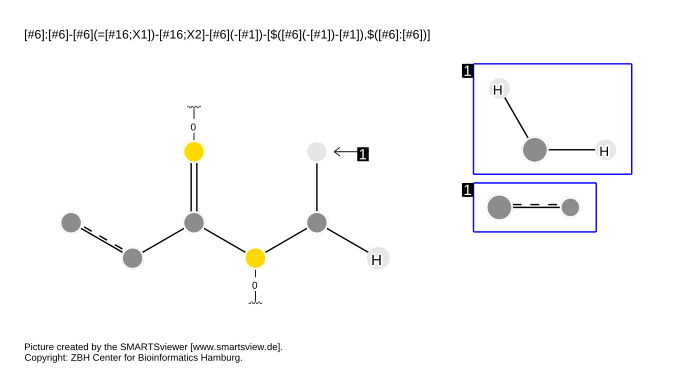 [#6]:[#6]-[#6](=[#16;X1])-[#16;X2]-[#6](-[#1])-[$([#6](-[#1])-[#1]),$([#6]:[#6])]
1
H
H
0
1
1
H
0
Picture created by the SMARTSviewer [www.smartsview.de].
Copyright: ZBH Center for Bioinformatics Hamburg.